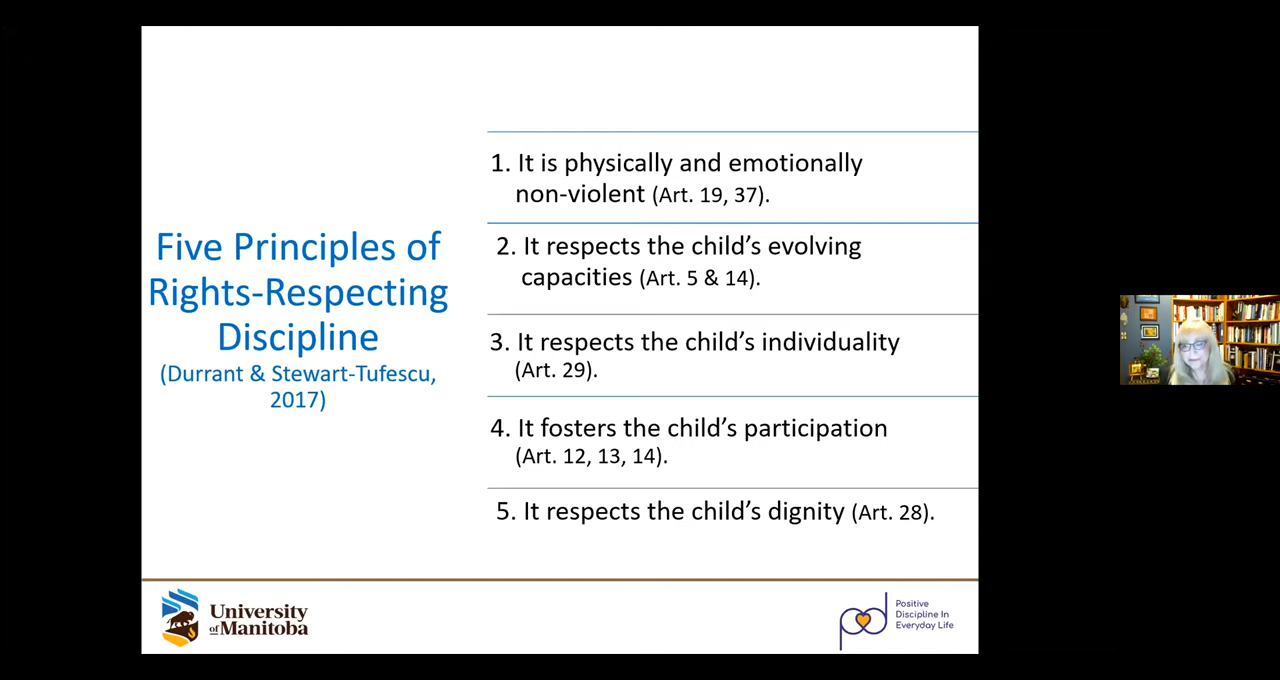 Five Principles of
Rights-Respecting
Discipline
(Durrant & Stewart-Tufescu,
2017)
1. It is physically and emotionally
non-violent (Art. 19, 37).
2. It respects the child’s evolving
capacities (Art. 5 & 14).
3. It respects the child’s individuality
(Art. 29).
4. It fosters the child’s participation
(Art. 12, 13, 14).
5. It respects the child’s dignity (Art. 28).
University
of Manitoba
pd
Positive
Discipline In
Everyday Life